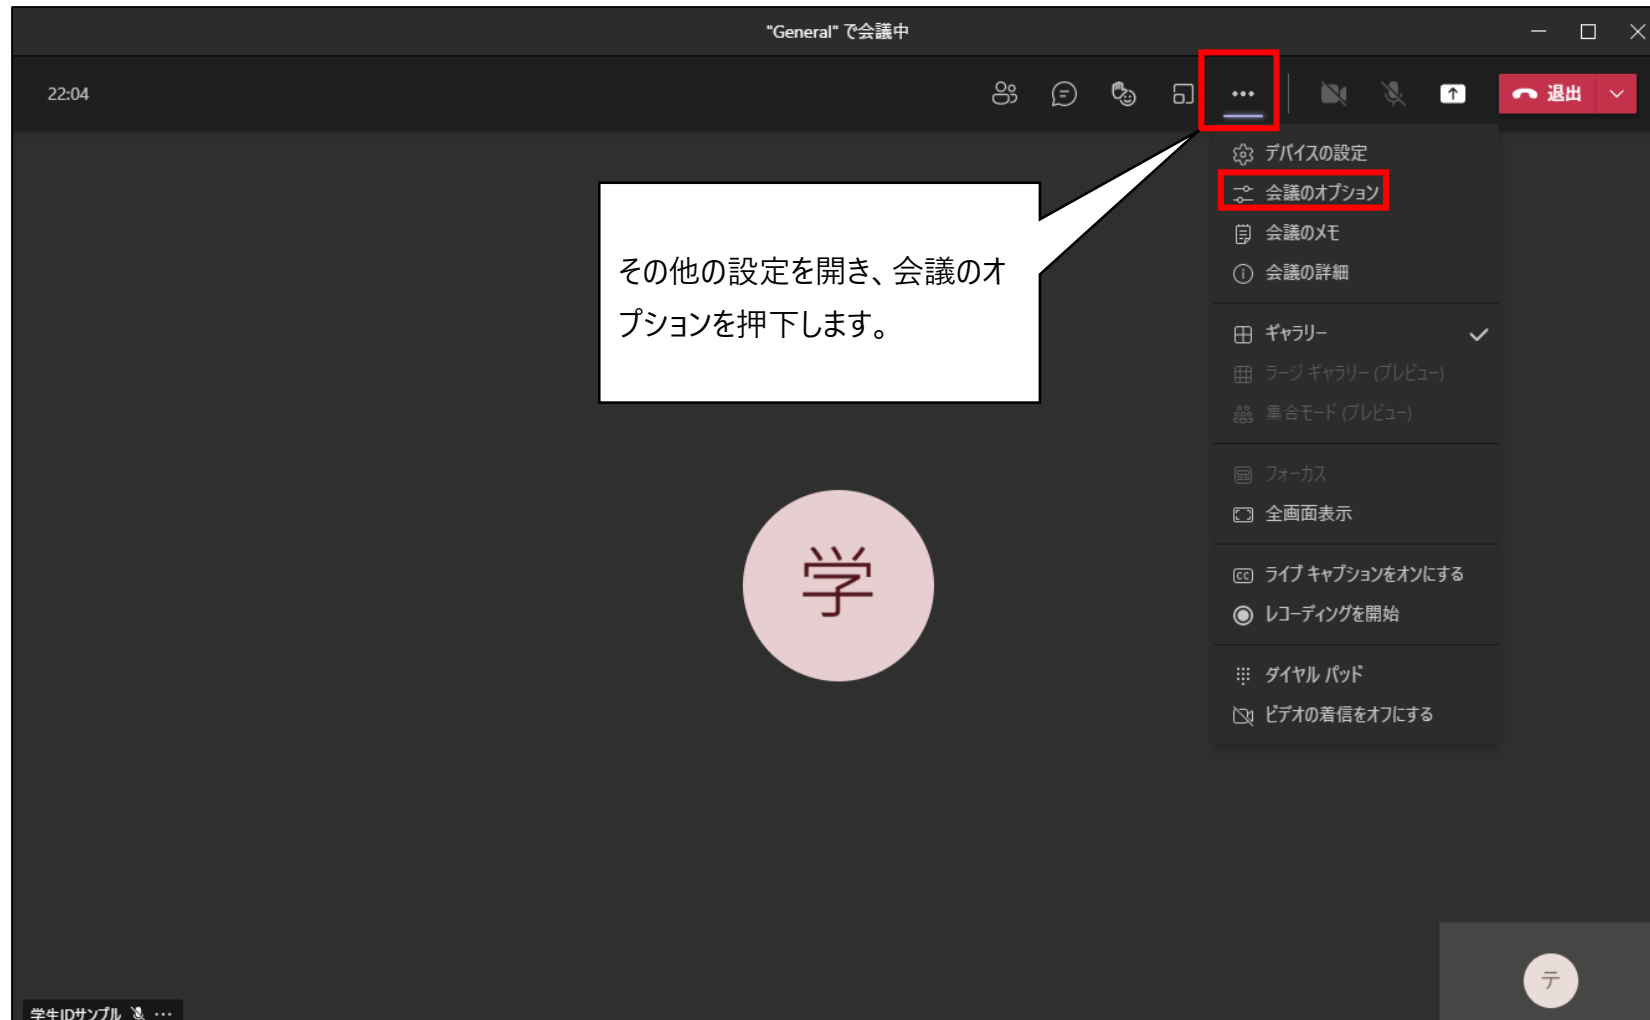 "General" で会議中
22:04
退出
デバイスの設定
会議のオプション
会議のメモ
会議の詳細
その他の設定を開き、会議のオ
プションを押下します。
ギャラリー
ラージ ギャラリー (プレビュー)
集合モード (プレビュー)
フォーカス
全画面表示
CC ライブ キャプションをオンにする
レコーディングを開始
ダイヤル パッド
ビデオの着信をオフにする
学
テ
学生IDサンプル